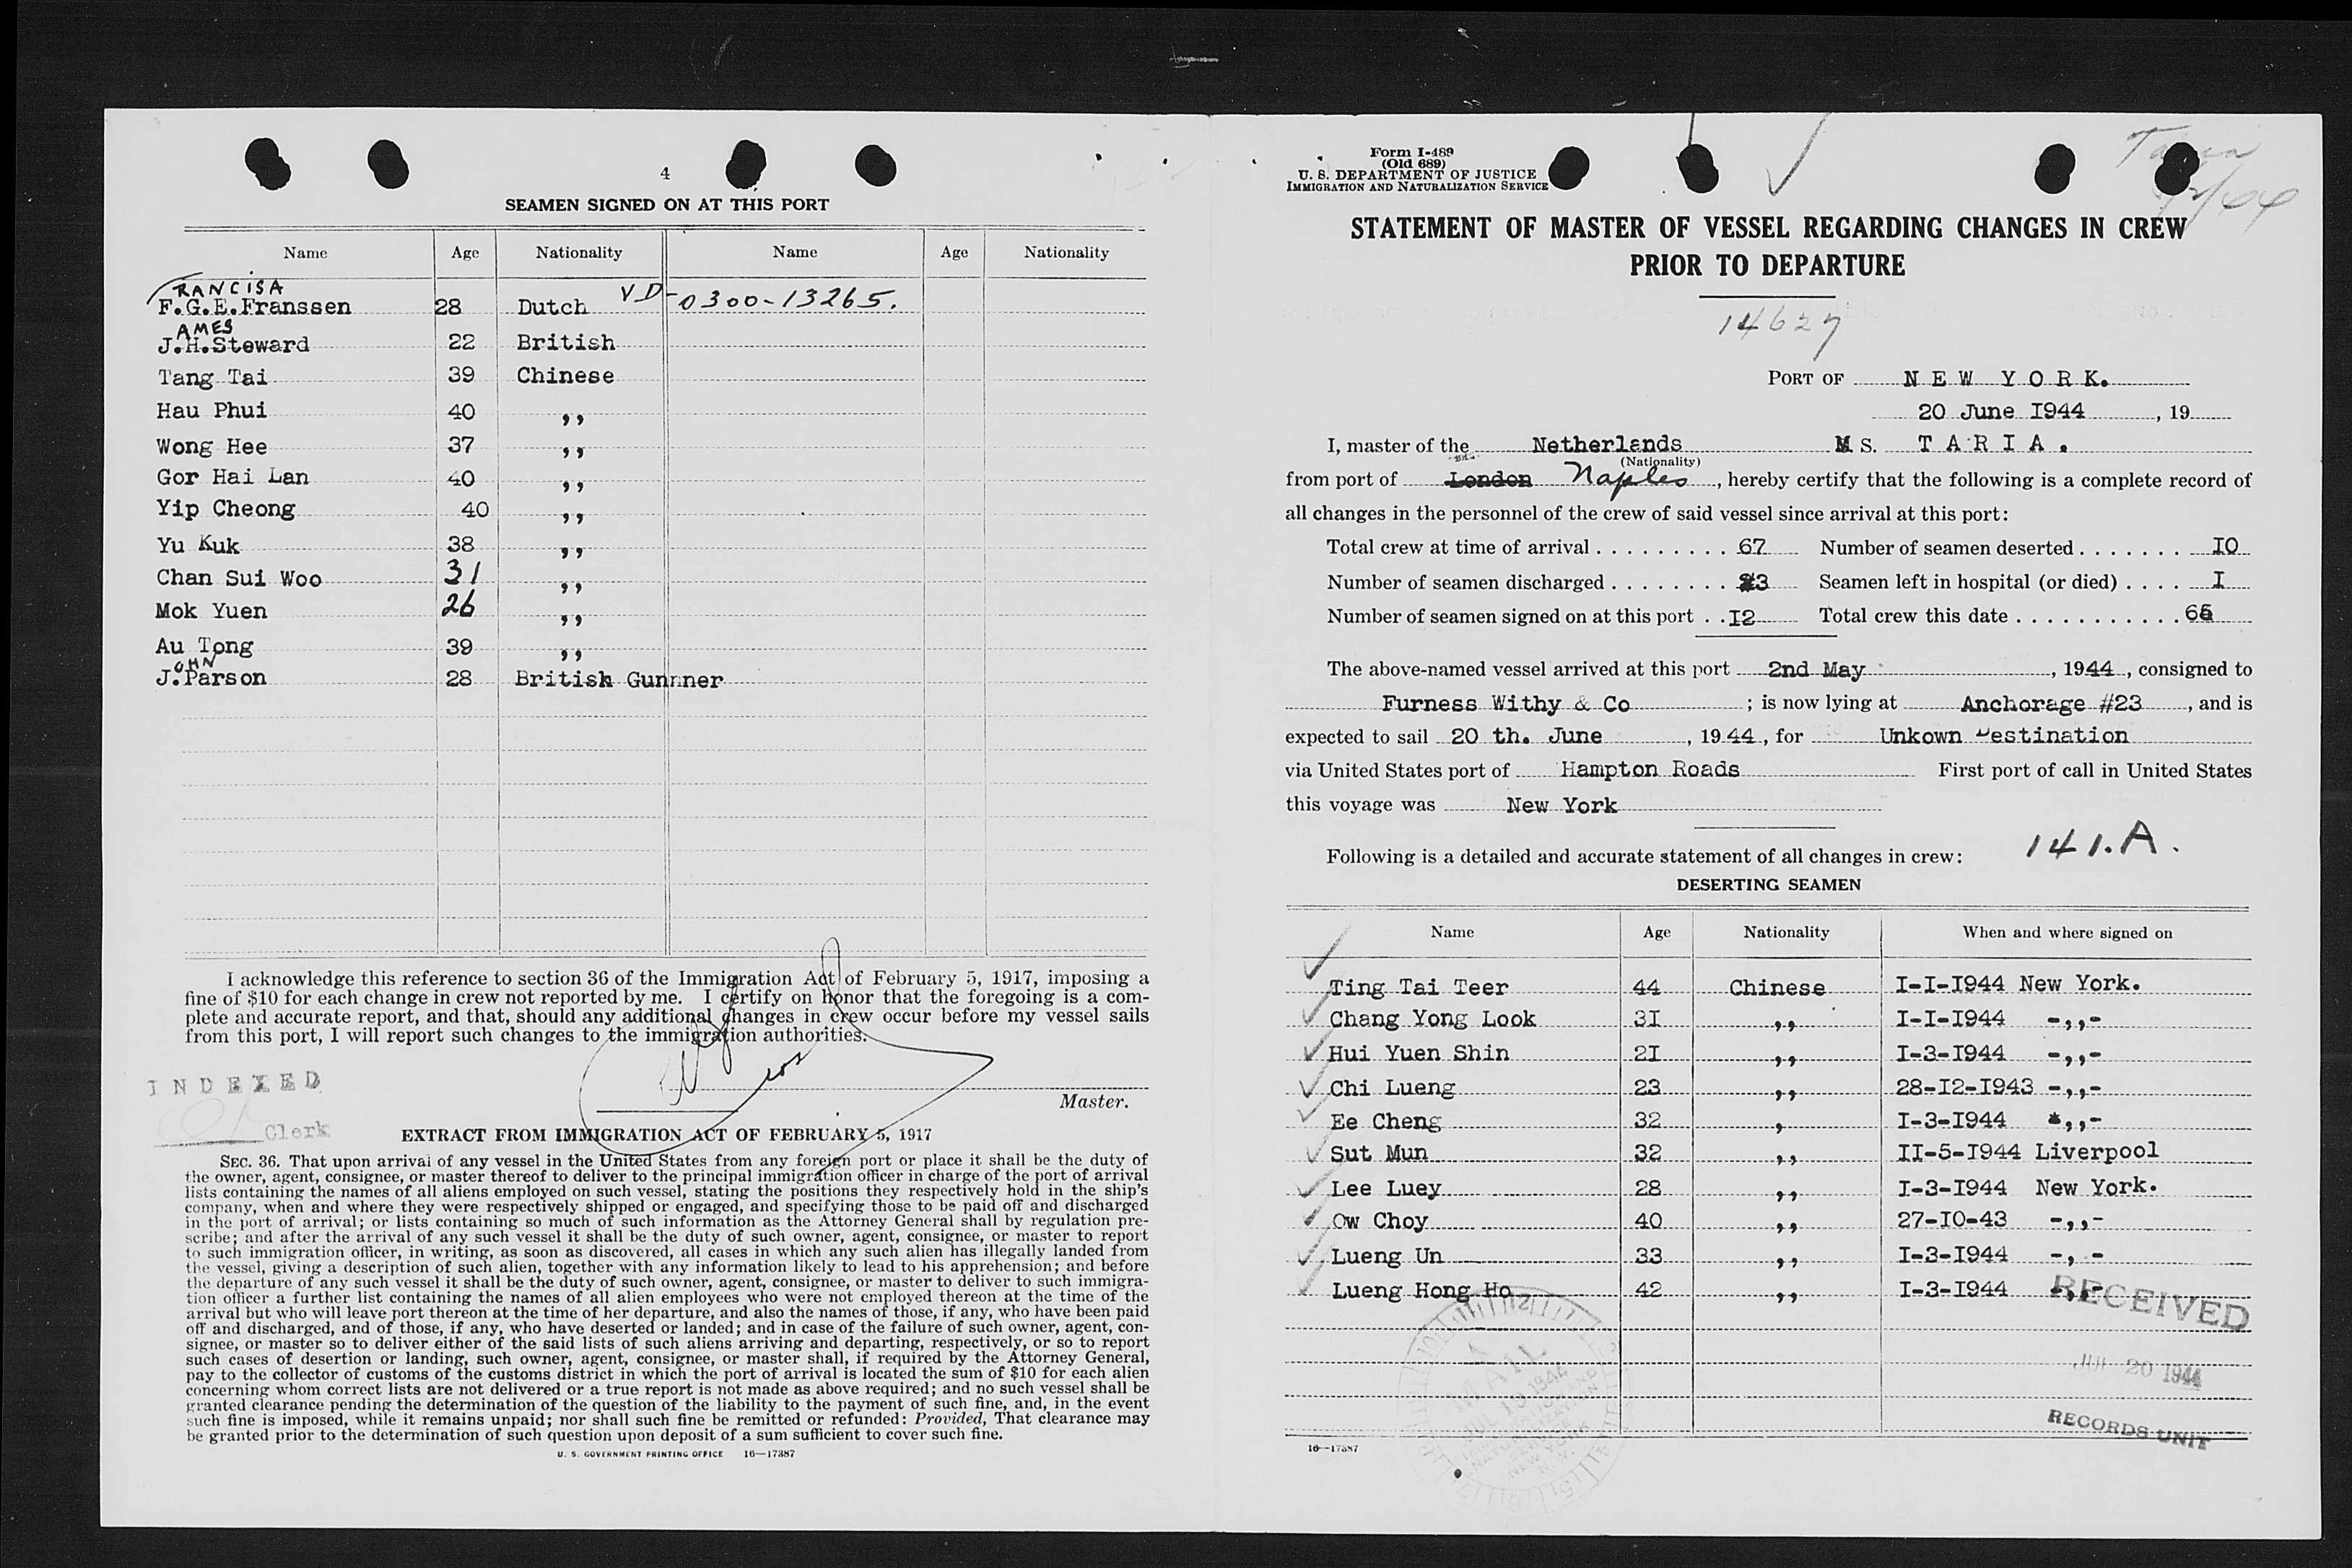 4
SEAMEN SIGNED ON AT THIS PORT
Name Age Nationality Name Age Nationality
RANCISA
F.G.E.Franssen 28 Dutch VD-0300-13265.
AMES
J.H.Steward 22 British
Tang Tai 39 Chinese
Hau Phui 40 ,,
Wong Hee 37 ,,
Gor Hai Lan 40 ,,
Yip Cheong 40 ,,
Yu Kuk 38 ,,
Chan Sui Woo 31 ,,
Mok Yuen 26 ,,
Au Tong 39 ,,
OHN
J.Parson 28 British Gunnner
I acknowledge this reference to section 36 of the Immigration Act of February 5, 1917, imposing a
fine of $10 for each change in crew not reported by me. I certify on honor that the foregoing is a com-
plete and accurate report, and that, should any additional changes in crew occur before my vessel sails
from this port, I will report such changes to the immigration authorities.
INDEXED
Master.
Clerk
EXTRACT FROM IMMIGRATION ACT OF FEBRUARY 5, 1917
SEC. 36. That upon arrival of any vessel in the United States from any foreign port or place it shall be the duty of
the owner, agent, consignee, or master thereof to deliver to the principal immigration officer in charge of the port of arrival
lists containing the names of all aliens employed on such vessel, stating the positions they respectively hold in the ship's
company, when and where they were respectively shipped or engaged, and specifying those to be paid off and discharged
in the port of arrival; or lists containing so much of such information as the Attorney General shall by regulation pre-
scribe; and after the arrival of any such vessel it shall be the duty of such owner, agent, consignee, or master to report
to such immigration officer, in writing, as soon as discovered, all cases in which any such alien has illegally landed from
the vessel, giving a description of such alien, together with any information likely to lead to his apprehension; and before
the departure of any such vessel it shall be the duty of such owner, agent, consignee, or master to deliver to such immigra-
tion officer a further list containing the names of all alien employees who were not employed thereon at the time of the
arrival but who will leave port thereon at the time of her departure, and also the names of those, if any, who have been paid
off and discharged, and of those, if any, who have deserted or landed; and in case of the failure of such owner, agent, con-
signee, or master so to deliver either of the said lists of such aliens arriving and departing, respectively, or so to report
such cases of desertion or landing, such owner, agent, consignee, or master shall, if required by the Attorney General,
pay to the collector of customs of the customs district in which the port of arrival is located the sum of $10 for each alien
concerning whom correct lists are not delivered or a true report is not made as above required; and no such vessel shall be
granted clearance pending the determination of the question of the liability to the payment of such fine, and, in the event
such fine is imposed, while it remains unpaid; nor shall such fine be remitted or refunded: Provided, That clearance may
be granted prior to the determination of such question upon deposit of a sum sufficient to cover such fine.
U. S. GOVERNMENT PRINTING OFFICE 16—17387
Form I-489
(Old 689)
U. S. DEPARTMENT OF JUSTICE
IMMIGRATION AND NATURALIZATION SERVICE
STATEMENT OF MASTER OF VESSEL REGARDING CHANGES IN CREW
PRIOR TO DEPARTURE
14627
PORT OF NEW YORK.
20 June I944, 19
I, master of the Netherlands M S. TARIA.
(Nationality)
from port of London Naples, hereby certify that the following is a complete record of
all changes in the personnel of the crew of said vessel since arrival at this port:
Total crew at time of arrival . . . . . . . . . 67 Number of seamen deserted . . . . . . . IO
Number of seamen discharged . . . . . . . . 23 Seamen left in hospital (or died) . . . . I
Number of seamen signed on at this port . . I2 Total crew this date . . . . . . . . . . .
The above-named vessel arrived at this port 2nd May, 1944, consigned to
Furness Withy & Co ; is now lying at Anchorage #23, and is
expected to sail 20 th. June, 1944, for Unkown Destination
via United States port of Hampton Roads First port of call in United States
this voyage was New York
Following is a detailed and accurate statement of all changes in crew: 141.A.
DESERTING SEAMEN
Name Age Nationality When and where signed on
Ting Tai Teer 44 Chinese I-I-I944 New York.
Chang Yong Look 3I ,, I-I-I944 -,,-
Hui Yuen Shin 2I ,, I-3-I944 -,,-
Chi Lueng 23 ,, 28-I2-I943 -,,-
Ee Cheng 32 , I-3-I944 *,,-
Sut Mun 32 ,, II-5-I944 Liverpool
Lee Luey 28 ,, I-3-I944 New York.
Ow Choy 40 ,, 27-IO-43 -,,-
Lueng Un 33 ,, I-3-I944 -, -
Lueng Hong Ho 42 ,, I-3-I944 -,,-
RECEIVED
20 1944
RECORDS UNIT
16—17387
MAIL
JUL 19 1944